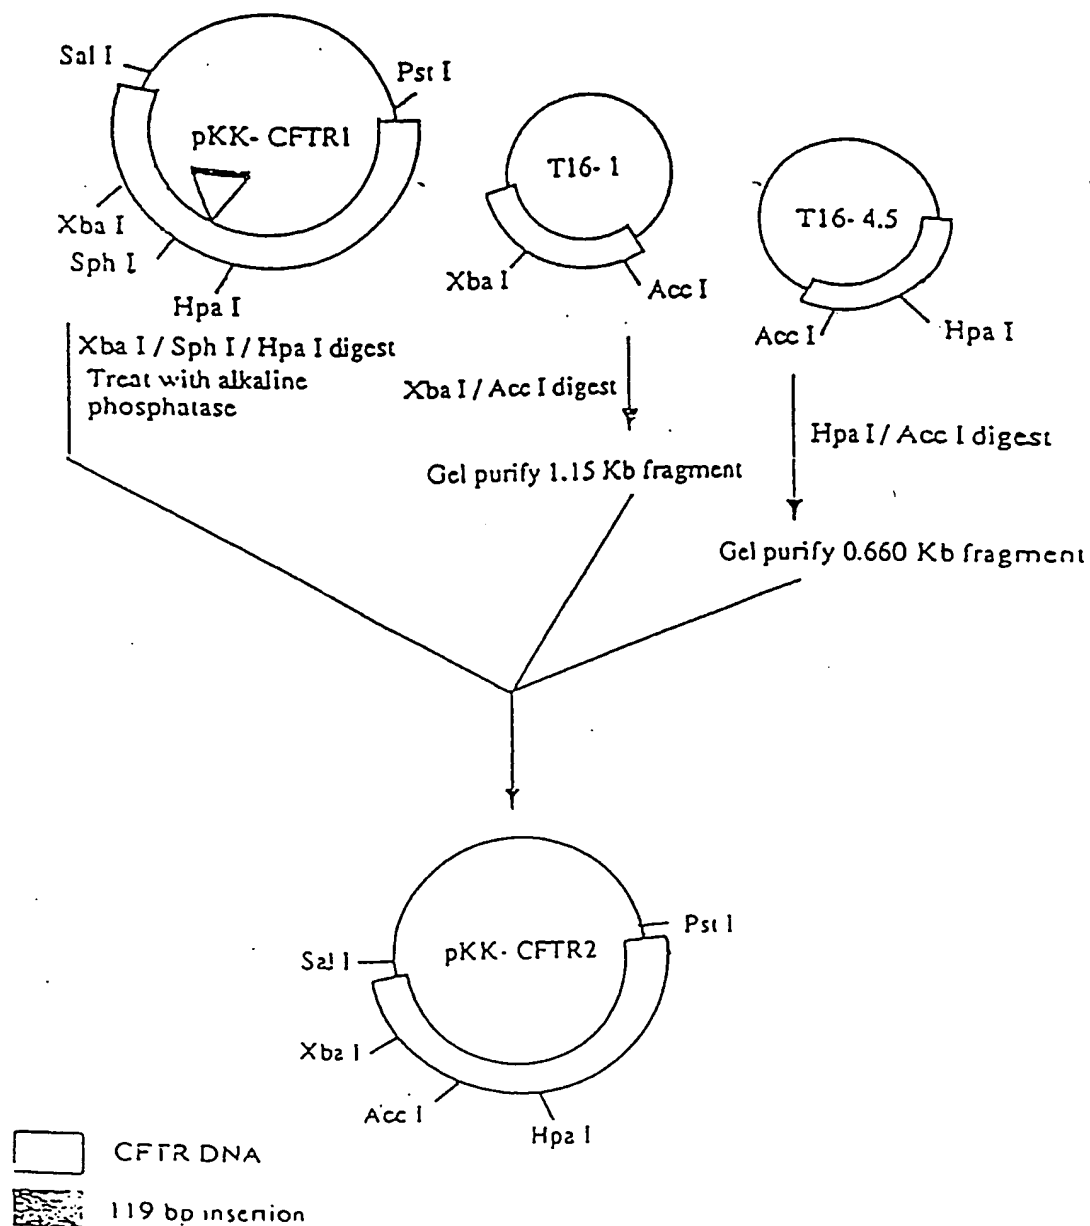 Sal I
Pst I
pKK- CFTR1
Xba I
Sph I
Hpa I
T16- 1
Xba I
Acc I
T16- 4.5
Acc I
Hpa I
Xba I / Sph I / Hpa I digest
Treat with alkaline
phosphatase
Xba I / Acc I digest
Hpa I / Acc I digest
Gel purify 1.15 Kb fragment
Gel purify 0.660 Kb fragment
Sal I
Pst I
pKK- CFTR2
Xba I
Acc I
Hpa I
CFTR DNA
119 bp insertion